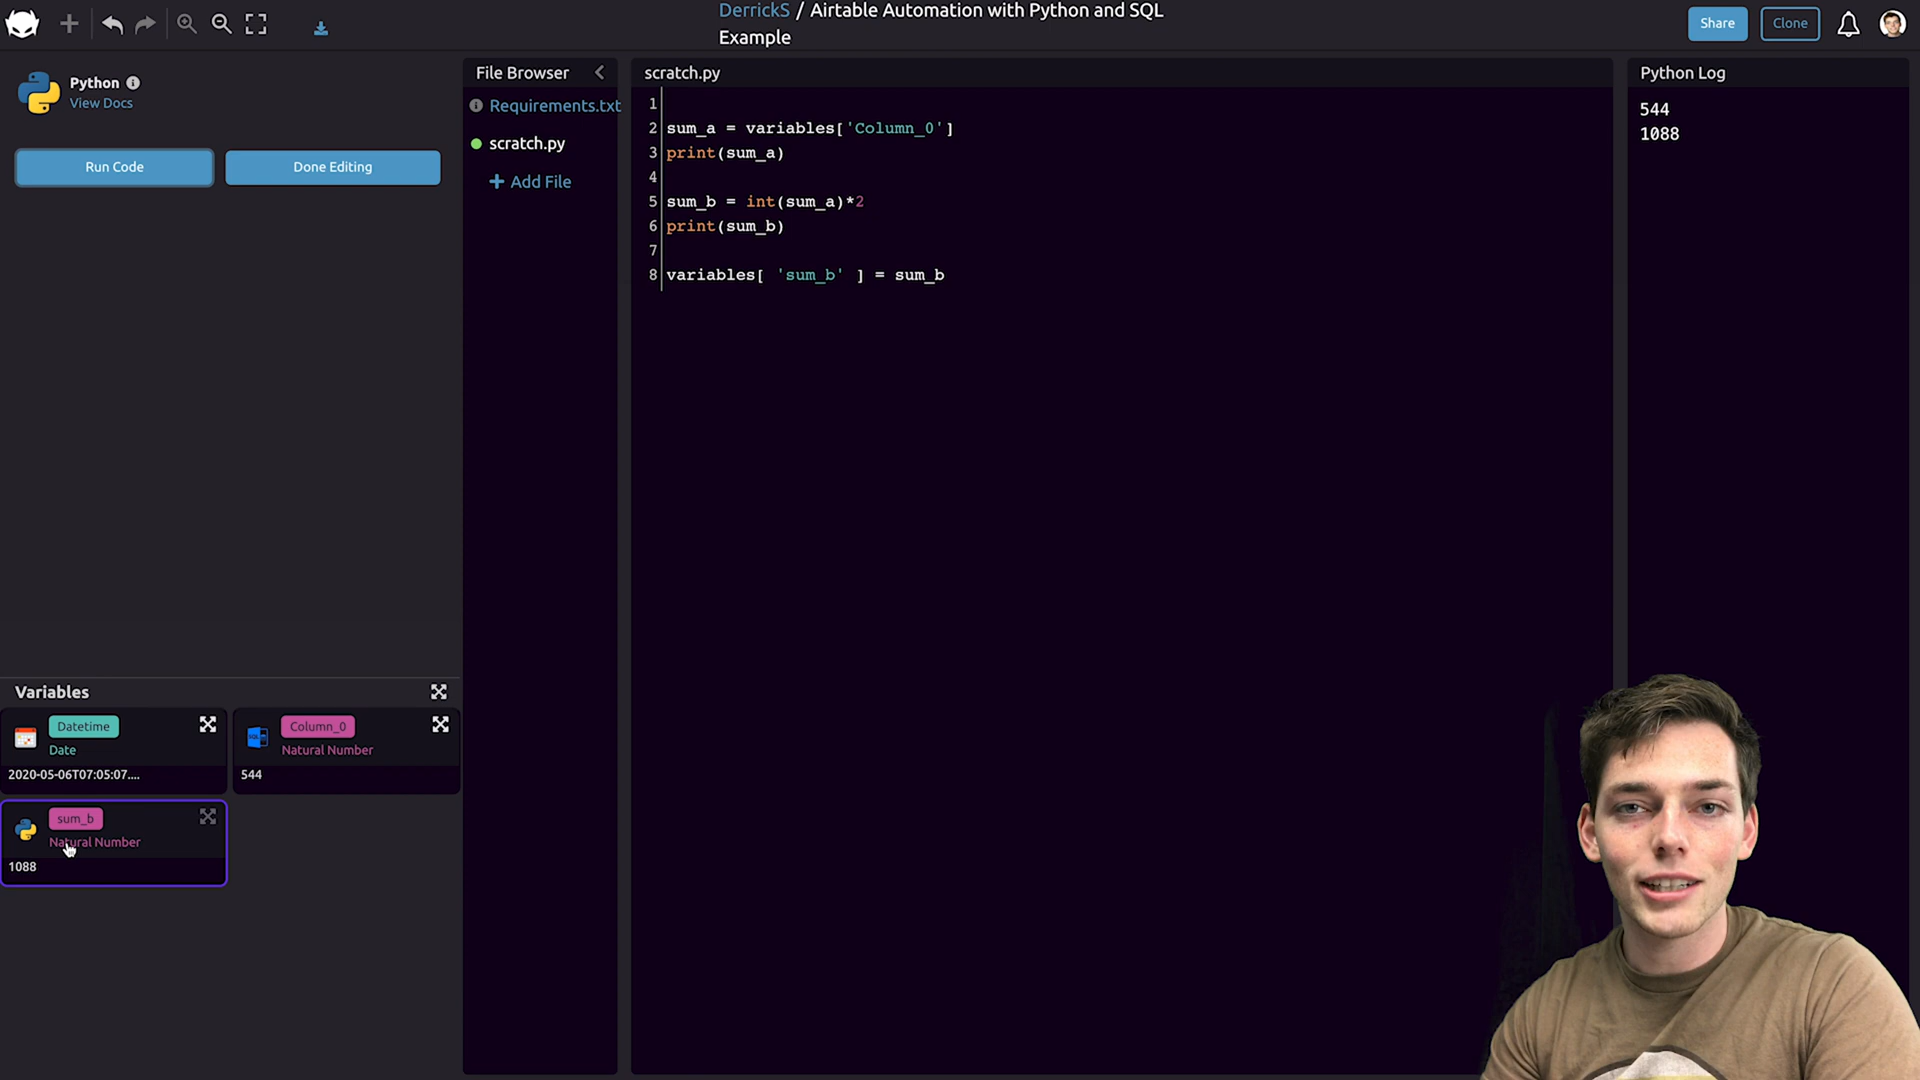 DerrickS / Airtable Automation with Python and SQL
Example
Share
Clone
Python
View Docs
Run Code
Done Editing
File Browser
Requirements.txt
scratch.py
Add File
scratch.py
1
2 sum_a = variables['Column_0']
3 print(sum_a)
4
5 sum_b = int(sum_a)*2
6 print(sum_b)
7
8 variables[ 'sum_b' ] = sum_b
Python Log
544
1088
Variables
Datetime
Date
2020-05-06T07:05:07....
Column_0
Natural Number
544
sum_b
Natural Number
1088